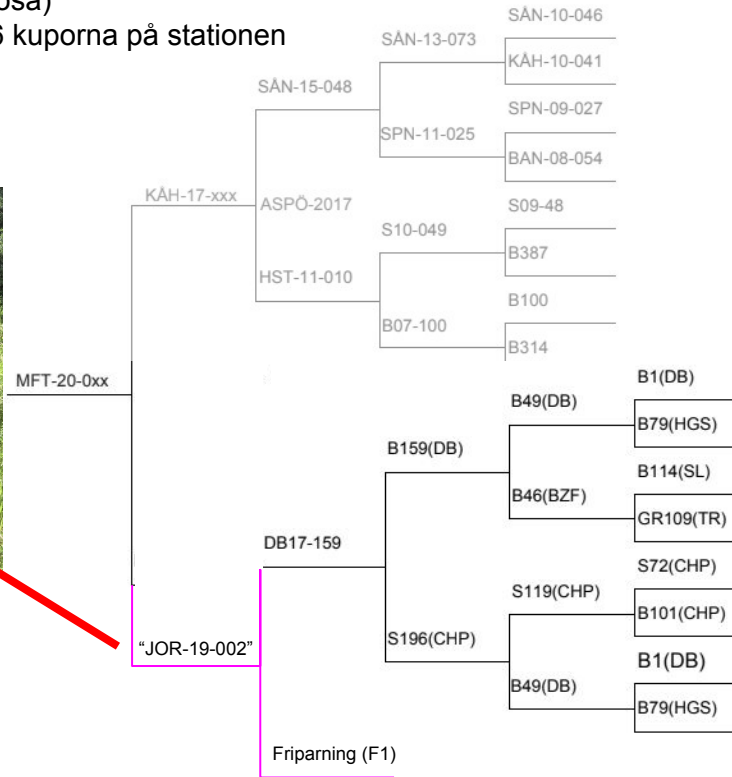 osa)
6 kuporna på stationen
SÅN-10-046
SÅN-13-073
KÅH-10-041
SÅN-15-048
SPN-09-027
SPN-11-025
BAN-08-054
KÅH-17-xxx
ASPÖ-2017
S09-48
S10-049
B387
HST-11-010
B100
B07-100
B314
MFT-20-0xx
B1(DB)
B49(DB)
B79(HGS)
B159(DB)
B114(SL)
B46(BZF)
GR109(TR)
DB17-159
S72(CHP)
S119(CHP)
B101(CHP)
"JOR-19-002"
S196(CHP)
B1(DB)
B49(DB)
B79(HGS)
Friparning (F1)